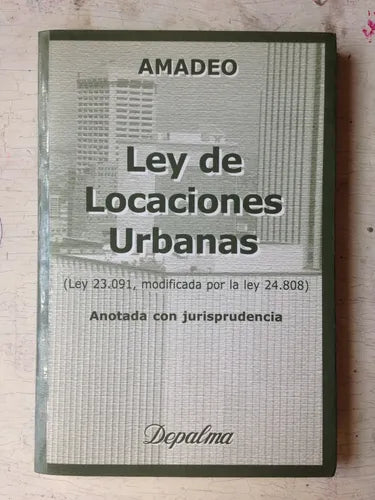 AMADEO
Ley de
Locaciones
Urbanas
(Ley 23.091, modificada por la ley 24.808)
Anotada con jurisprudencia
Depalma